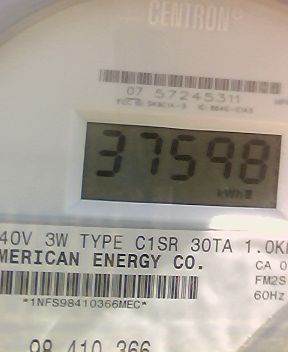 CENTRON®
07 57245311
37598
kWh
40V 3W TYPE C1SR 30TA 1.0K
MERICAN ENERGY CO.
CA 0
FM2S
60Hz
*1NFS98410366MEC*
98 410 366